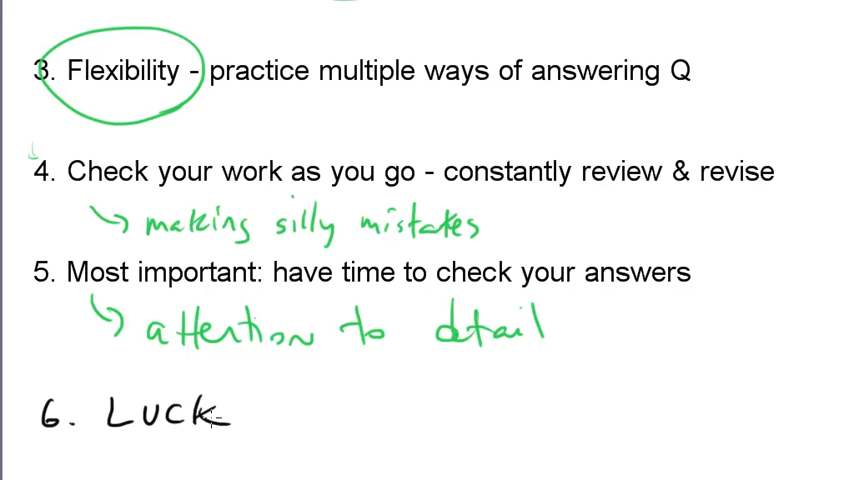 3. Flexibility - practice multiple ways of answering Q
4. Check your work as you go - constantly review & revise
making silly mistakes
5. Most important: have time to check your answers
attention to detail
6. Luck